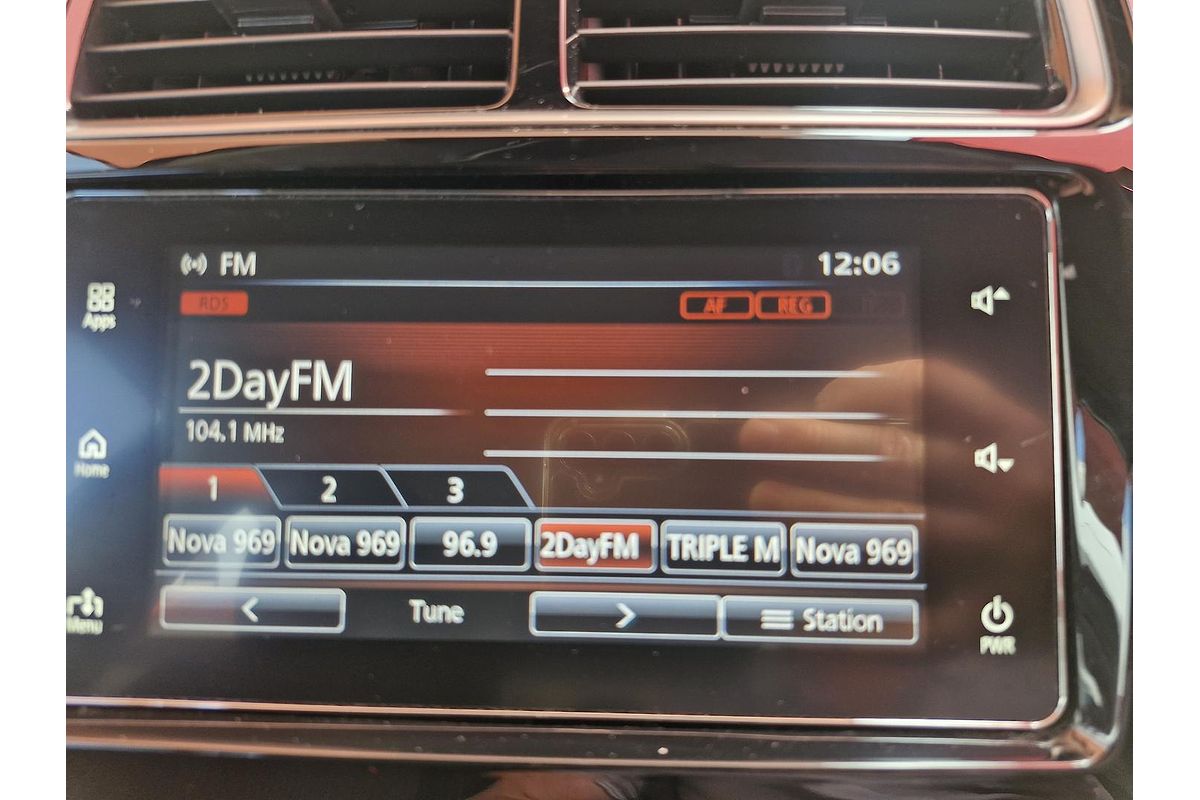 FM 12:06
RDS AF REG
Apps
2DayFM
104.1 MHz
Home
1 2 3
Nova 969 Nova 969 96.9 2DayFM TRIPLE M Nova 969
< Tune > Station
Menu
PWR